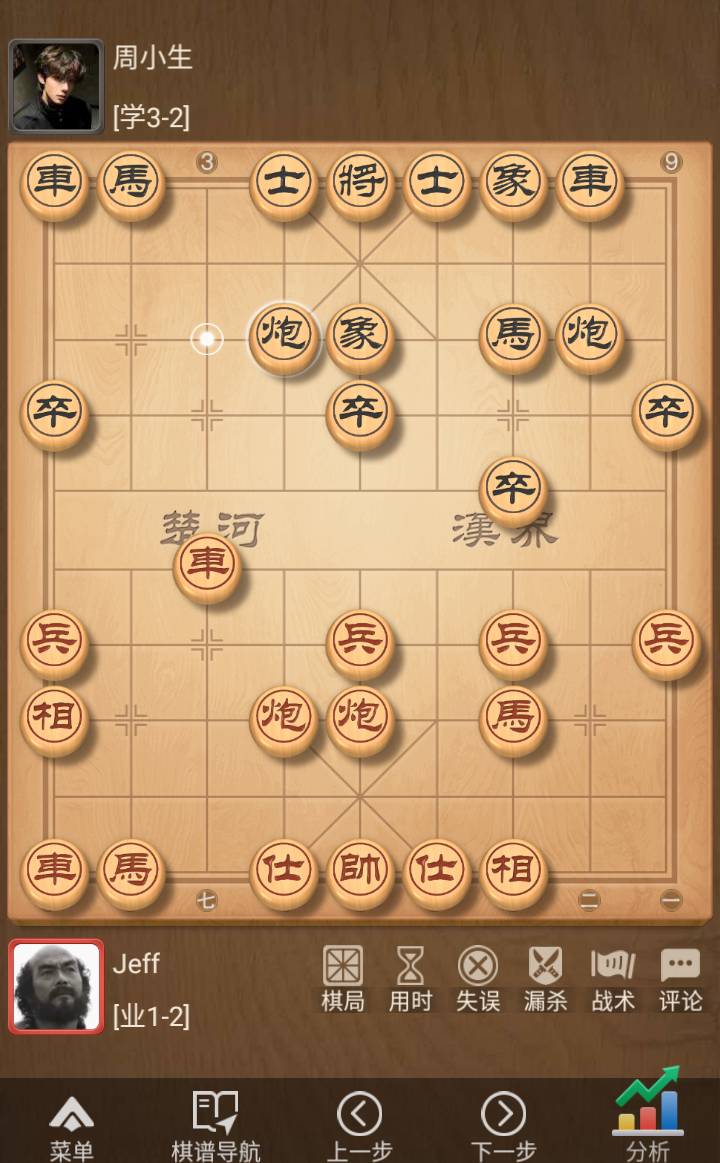 周小生
[学3-2]
3 9
車 馬 士 將 士 象 車
炮 象 馬 炮
卒 卒 卒
卒
楚河 漢界
車
兵 兵 兵 兵
相 炮 炮 馬
車 馬 仕 帥 仕 相
七 二 一
Jeff
[业1-2]
棋局 用时 失误 漏杀 战术 评论
菜单 棋谱导航 上一步 下一步 分析